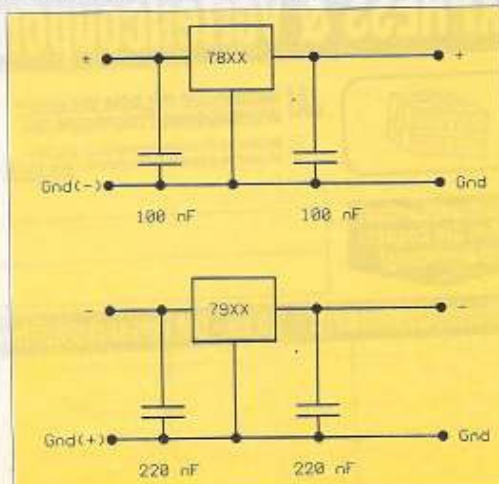 + 78XX +
Gnd(-) Gnd
100 nF 100 nF
- 79XX -
Gnd(+) Gnd
220 nF 220 nF